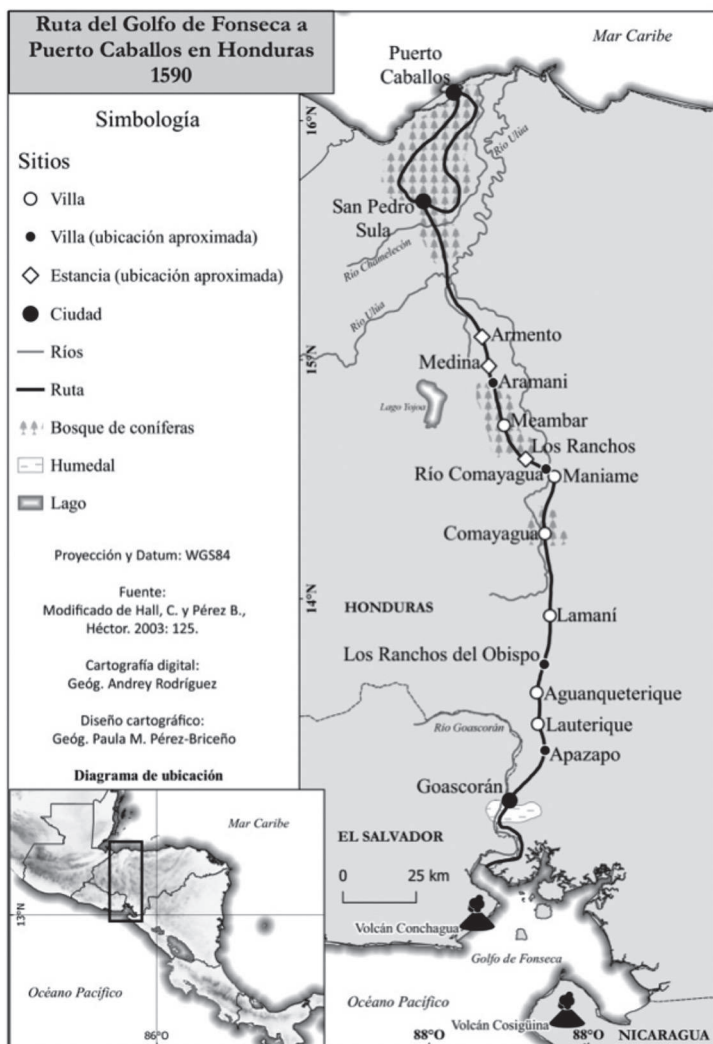 Ruta del Golfo de Fonseca a
Puerto Caballos en Honduras
1590
Simbología
Sitios
Villa
Villa (ubicación aproximada)
Estancia (ubicación aproximada)
Ciudad
Ríos
Ruta
Bosque de coníferas
Humedal
Lago
Proyección y Datum: WGS84
Fuente:
Modificado de Hall, C. y Pérez B.,
Héctor. 2003: 125.
Cartografía digital:
Geóg. Andrey Rodríguez
Diseño cartográfico:
Geóg. Paula M. Pérez-Briceño
Diagrama de ubicación
Mar Caribe
13°N
Océano Pacífico
86°O
Mar Caribe
Puerto
Caballos
16°N
Río Ulúa
San Pedro
Sula
Río Chamelecón
Río Ulúa
Armento
15°N
Medina
Aramani
Lago Yojoa
Meambar
Los Ranchos
Río Comayagua
Maniame
Comayagua
14°N
HONDURAS
Lamaní
Los Ranchos del Obispo
Aguanqueterique
Río Goascorán
Lauterique
Apazapo
Goascorán
EL SALVADOR
0 25 km
Volcán Conchagua
Golfo de Fonseca
Océano Pacífico
Volcán Cosigüina
88°O
88°O
NICARAGUA